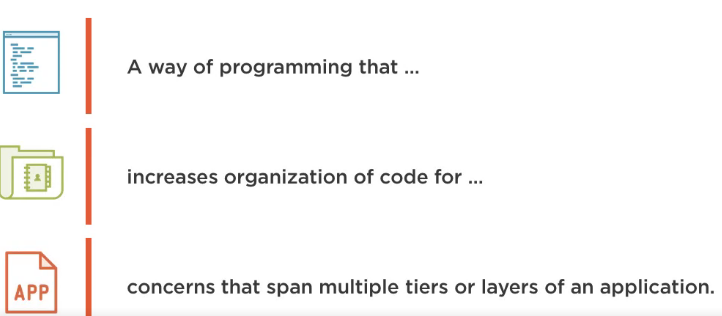 A way of programming that ...
increases organization of code for ...
APP
concerns that span multiple tiers or layers of an application.